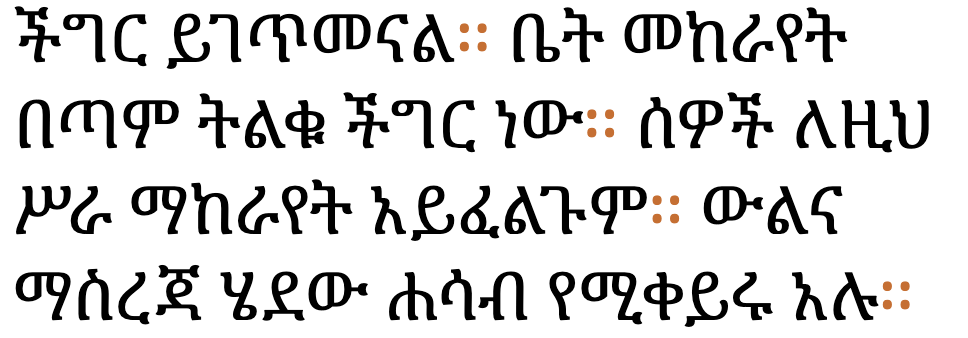 ችግር ይገጥመናል። ቤት መከራየት
በጣም ትልቁ ችግር ነው። ሰዎች ለዚህ
ሥራ ማከራየት አይፈልጉም። ውልና
ማስረጃ ሄደው ሐሳብ የሚቀይሩ አሉ።